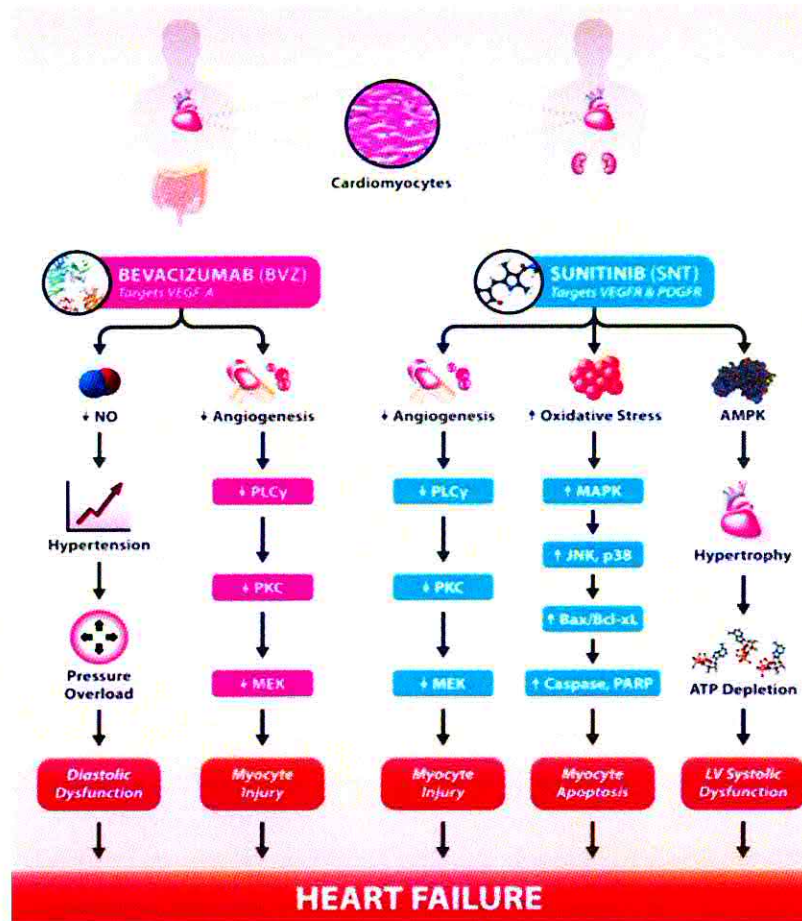 Cardiomyocytes
BEVACIZUMAB (BVZ)
Targets VEGF-A
SUNITINIB (SNT)
Targets VEGFR & PDGFR
↓ NO
↓ Angiogenesis
↓ Angiogenesis
↑ Oxidative Stress
AMPK
↓ PLCγ
↓ PLCγ
↑ MAPK
Hypertension
↑ JNK, p38
Hypertrophy
↓ PKC
↓ PKC
↑ Bax/Bcl-xL
Pressure
Overload
↓ MEK
↓ MEK
↑ Caspase, PARP
ATP Depletion
Diastolic
Dysfunction
Myocyte
Injury
Myocyte
Injury
Myocyte
Apoptosis
LV Systolic
Dysfunction
HEART FAILURE